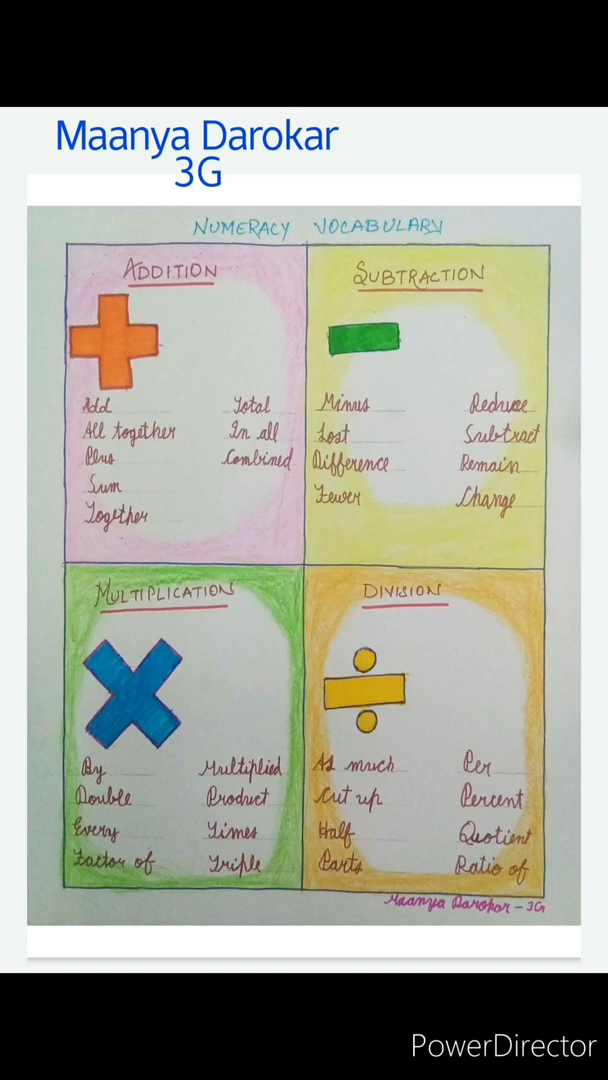 Maanya Darokar
3G
NUMERACY VOCABULARY
ADDITION
Add Total
All together In all
Plus Combined
Sum
Together
SUBTRACTION
Minus Reduce
Lost Subtract
Difference Remain
Fewer Change
MULTIPLICATION
By Multiplied
Double Product
Every Times
Factor of Triple
DIVISION
As much Per
Cut up Percent
Half Quotient
Parts Ratio of
Maanya Darokar - 3G
PowerDirector